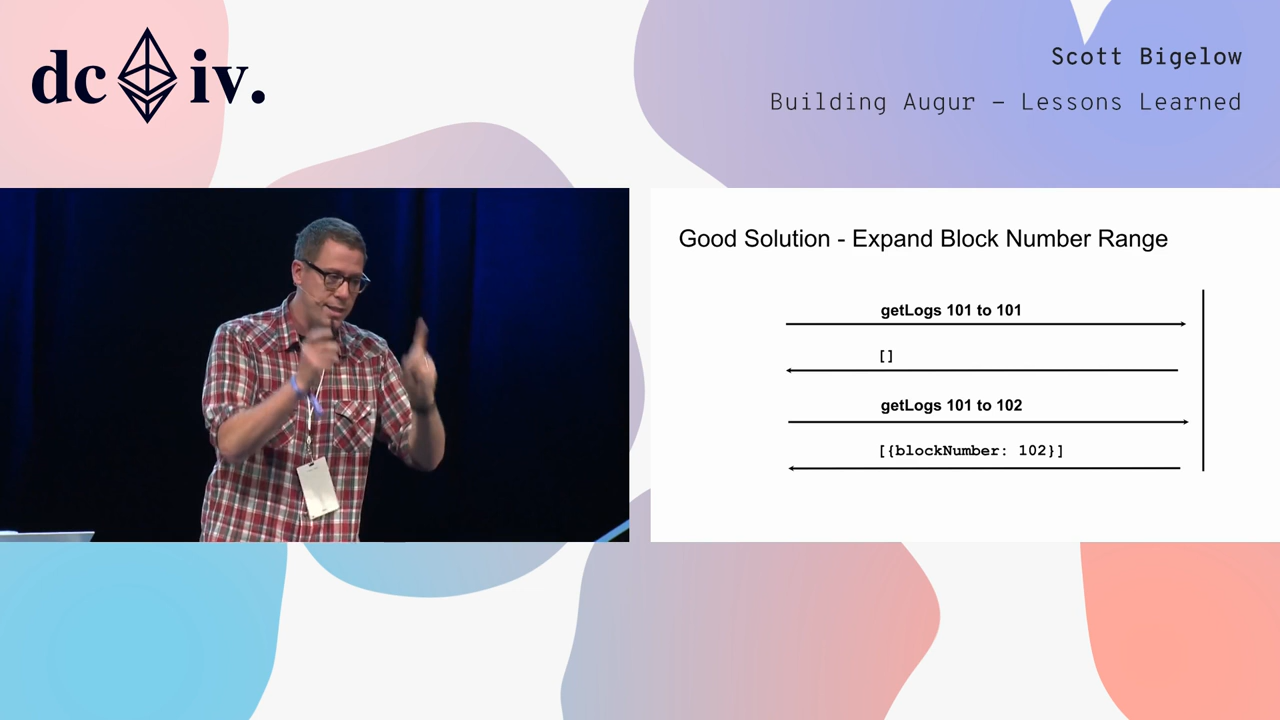 dc iv.
Scott Bigelow
Building Augur – Lessons Learned
Good Solution - Expand Block Number Range
getLogs 101 to 101
[]
getLogs 101 to 102
[{blockNumber: 102}]